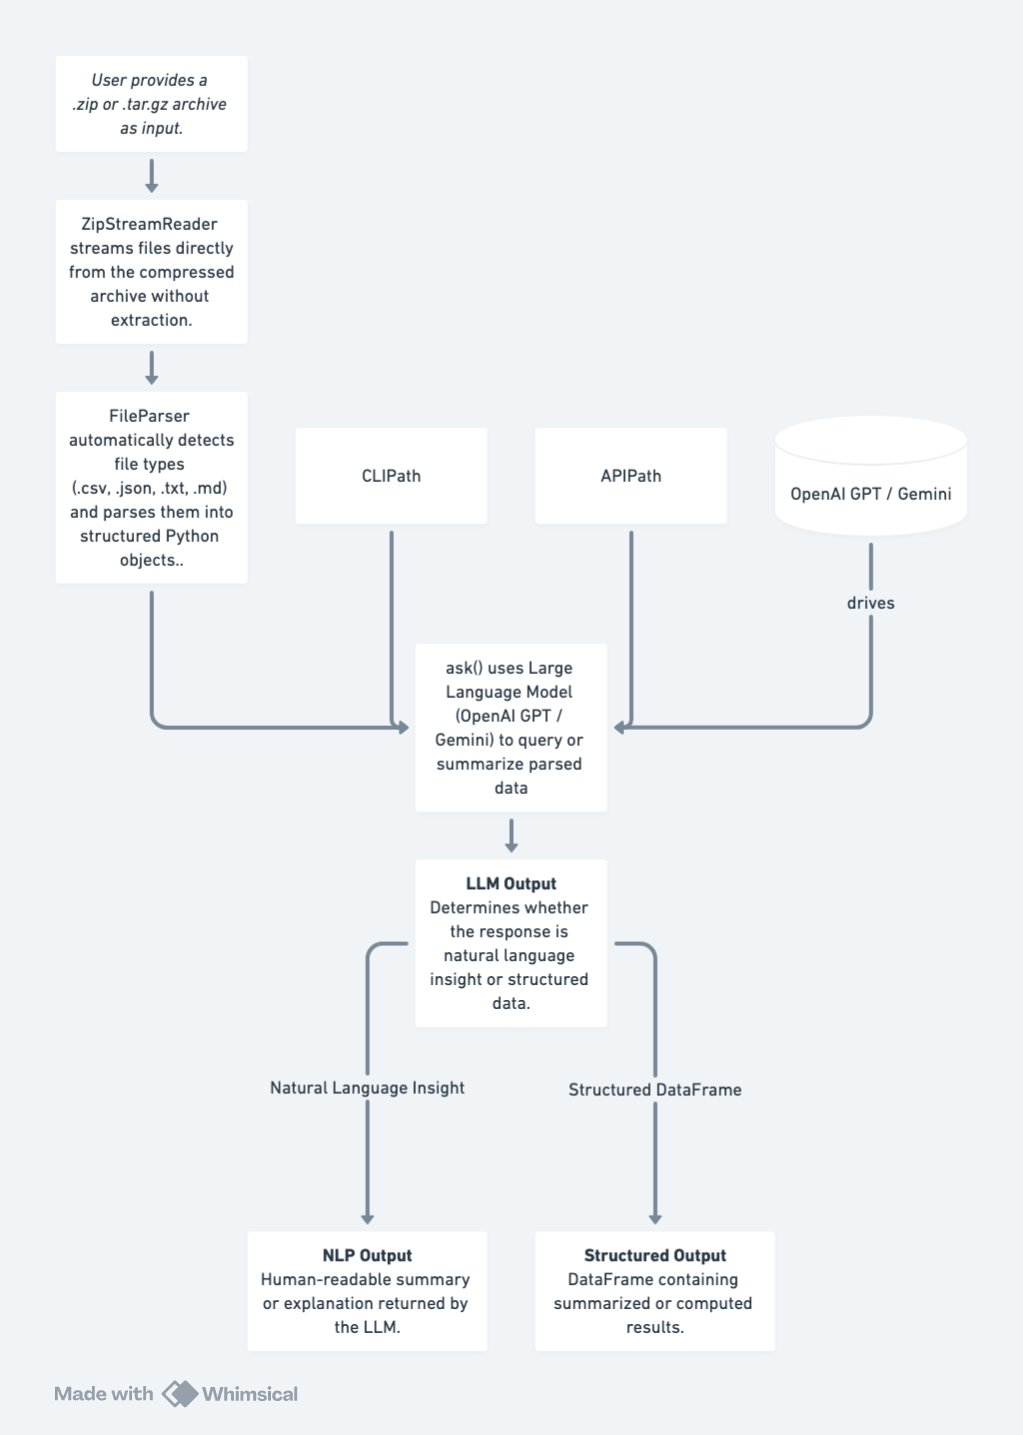 User provides a
.zip or .tar.gz archive
as input.
ZipStreamReader
streams files directly
from the compressed
archive without
extraction.
FileParser
automatically detects
file types
(.csv, .json, .txt, .md)
and parses them into
structured Python
objects..
CLIPath
APIPath
OpenAI GPT / Gemini
drives
ask() uses Large
Language Model
(OpenAI GPT /
Gemini) to query or
summarize parsed
data
LLM Output
Determines whether
the response is
natural language
insight or structured
data.
Natural Language Insight
Structured DataFrame
NLP Output
Human-readable summary
or explanation returned by
the LLM.
Structured Output
DataFrame containing
summarized or computed
results.
Made with Whimsical